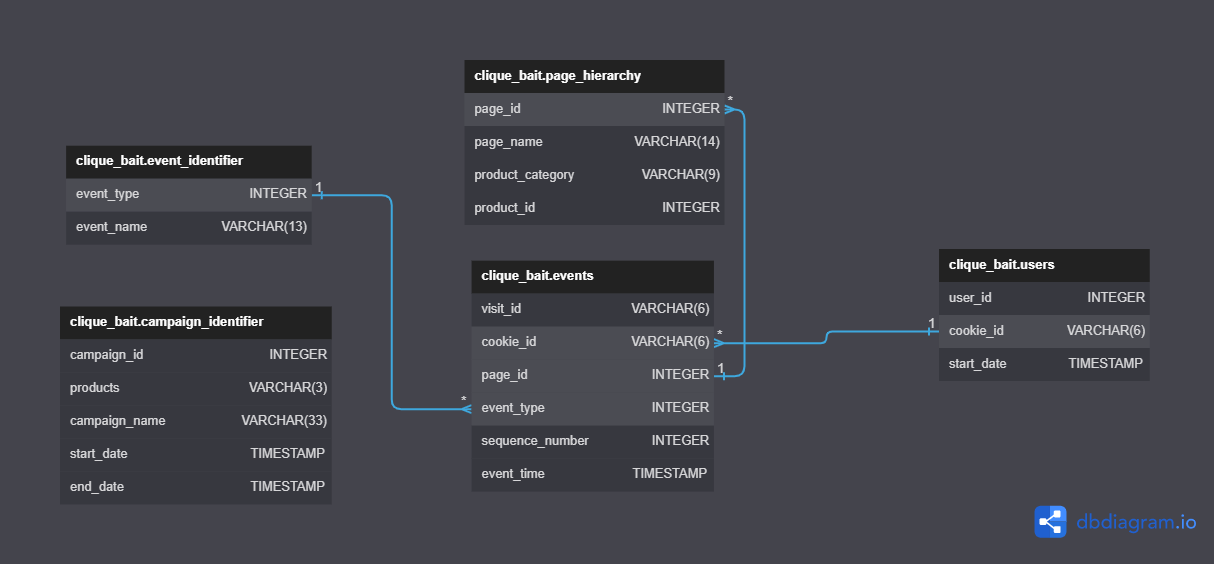 clique_bait.page_hierarchy
page_id INTEGER
page_name VARCHAR(14)
product_category VARCHAR(9)
product_id INTEGER
*
clique_bait.event_identifier
event_type INTEGER
event_name VARCHAR(13)
1
clique_bait.campaign_identifier
campaign_id INTEGER
products VARCHAR(3)
campaign_name VARCHAR(33)
start_date TIMESTAMP
end_date TIMESTAMP
clique_bait.events
visit_id VARCHAR(6)
cookie_id VARCHAR(6)
page_id INTEGER
event_type INTEGER
sequence_number INTEGER
event_time TIMESTAMP
*
1
*
clique_bait.users
user_id INTEGER
cookie_id VARCHAR(6)
start_date TIMESTAMP
1
dbdiagram.io